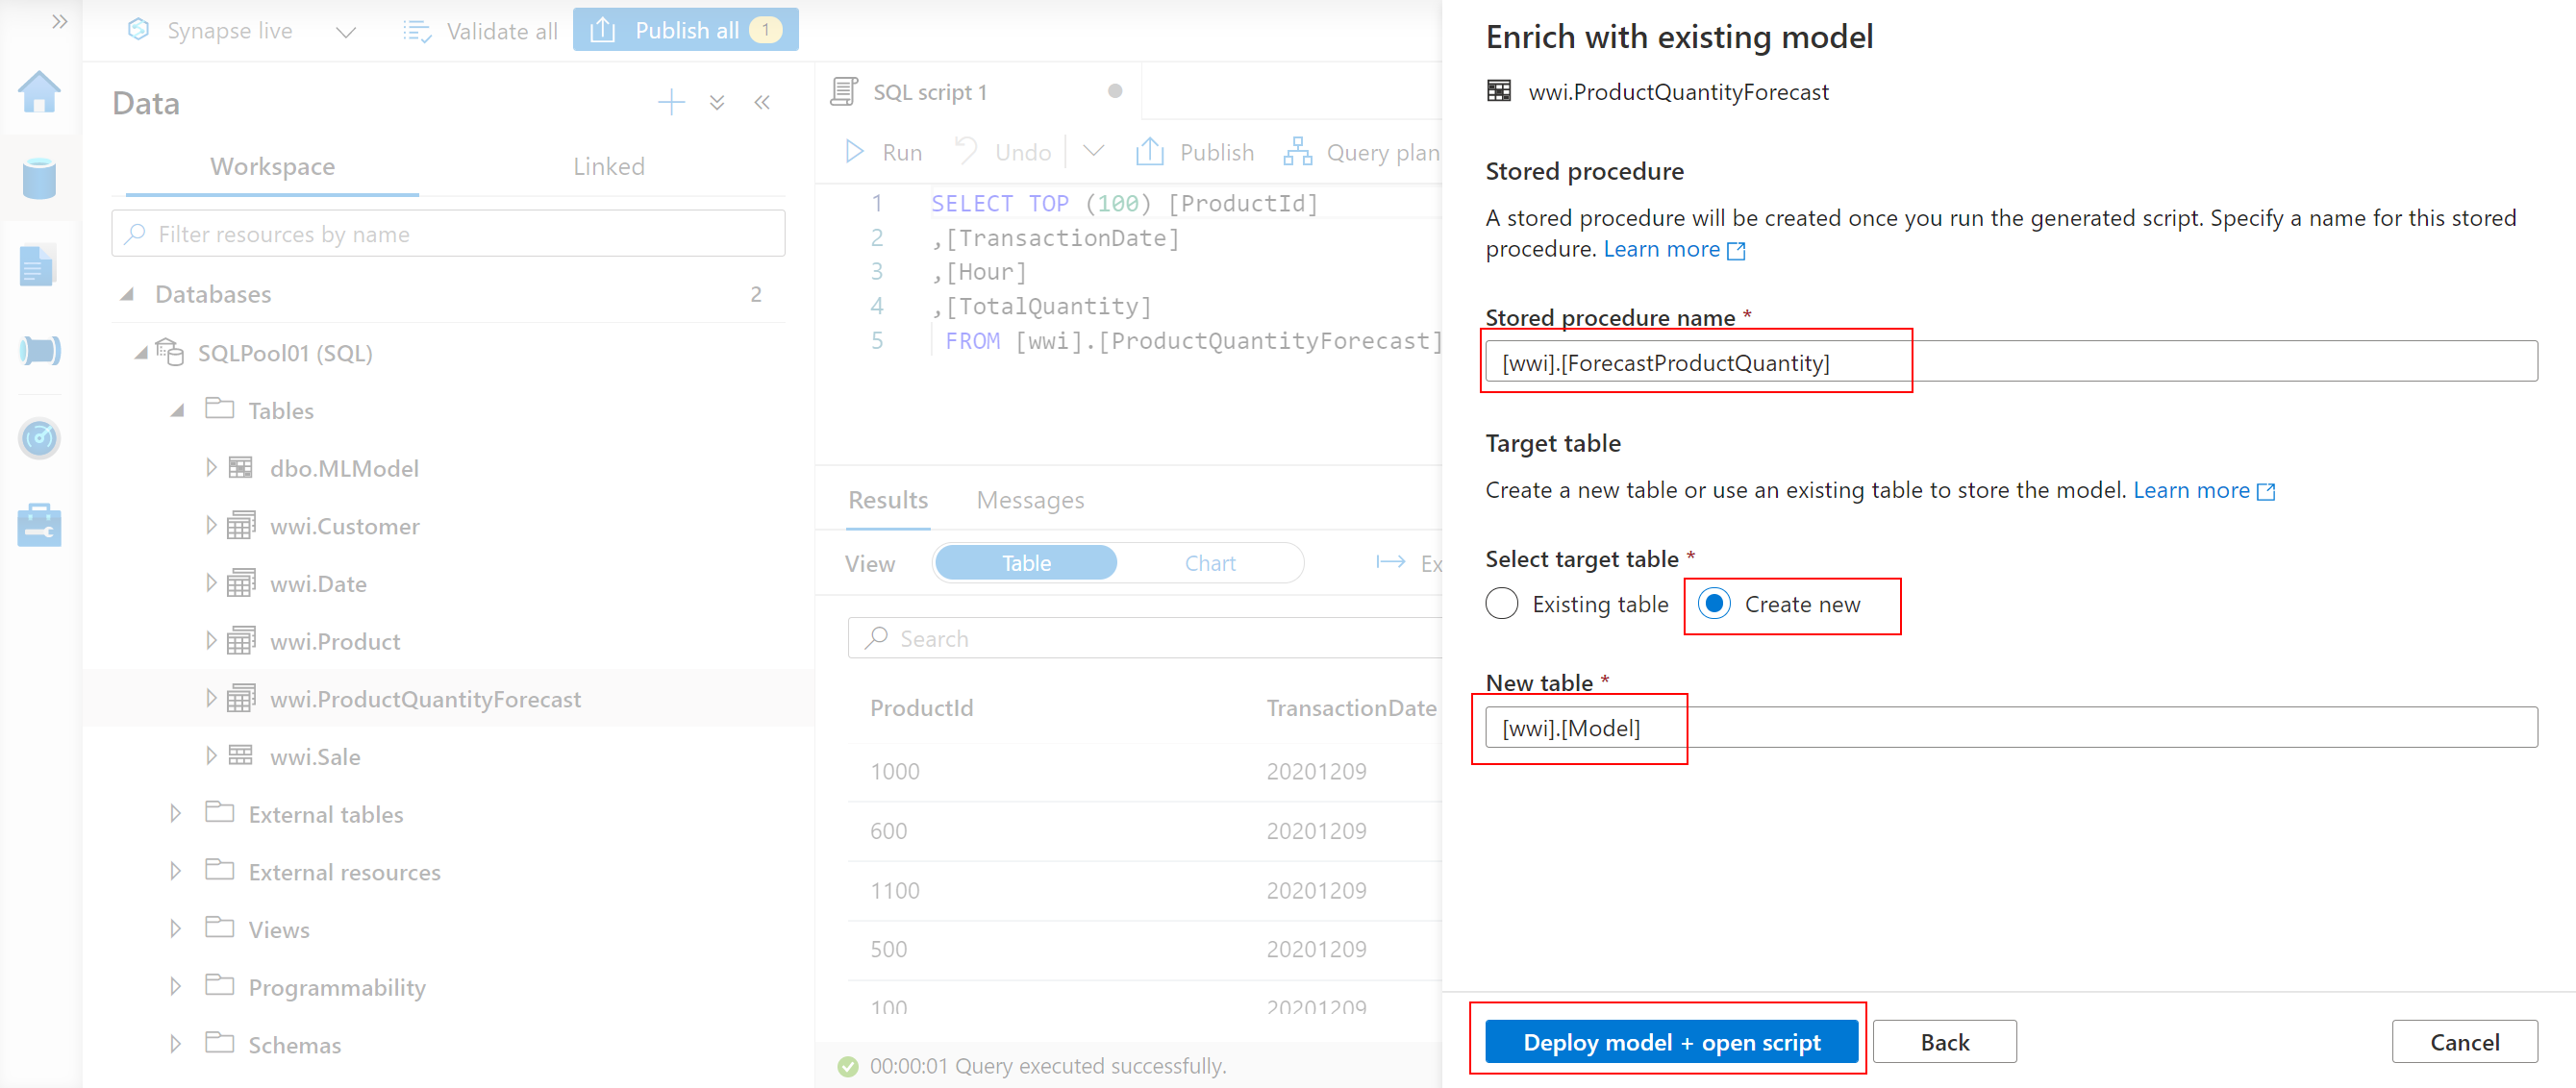 Synapse live
Validate all
Publish all 1
Data
Workspace
Linked
Filter resources by name
Databases 2
SQLPool01 (SQL)
Tables
dbo.MLModel
wwi.Customer
wwi.Date
wwi.Product
wwi.ProductQuantityForecast
wwi.Sale
External tables
External resources
Views
Programmability
Schemas
SQL script 1
Run
Undo
Publish
Query plan
1 SELECT TOP (100) [ProductId]
2 ,[TransactionDate]
3 ,[Hour]
4 ,[TotalQuantity]
5 FROM [wwi].[ProductQuantityForecast]
Results
Messages
View
Table
Chart
Ex
Search
ProductId TransactionDate
1000 20201209
600 20201209
1100 20201209
500 20201209
100 20201209
00:00:01 Query executed successfully.
Enrich with existing model
wwi.ProductQuantityForecast
Stored procedure
A stored procedure will be created once you run the generated script. Specify a name for this stored
procedure. Learn more
Stored procedure name *
[wwi].[ForecastProductQuantity]
Target table
Create a new table or use an existing table to store the model. Learn more
Select target table *
Existing table
Create new
New table *
[wwi].[Model]
Deploy model + open script
Back
Cancel